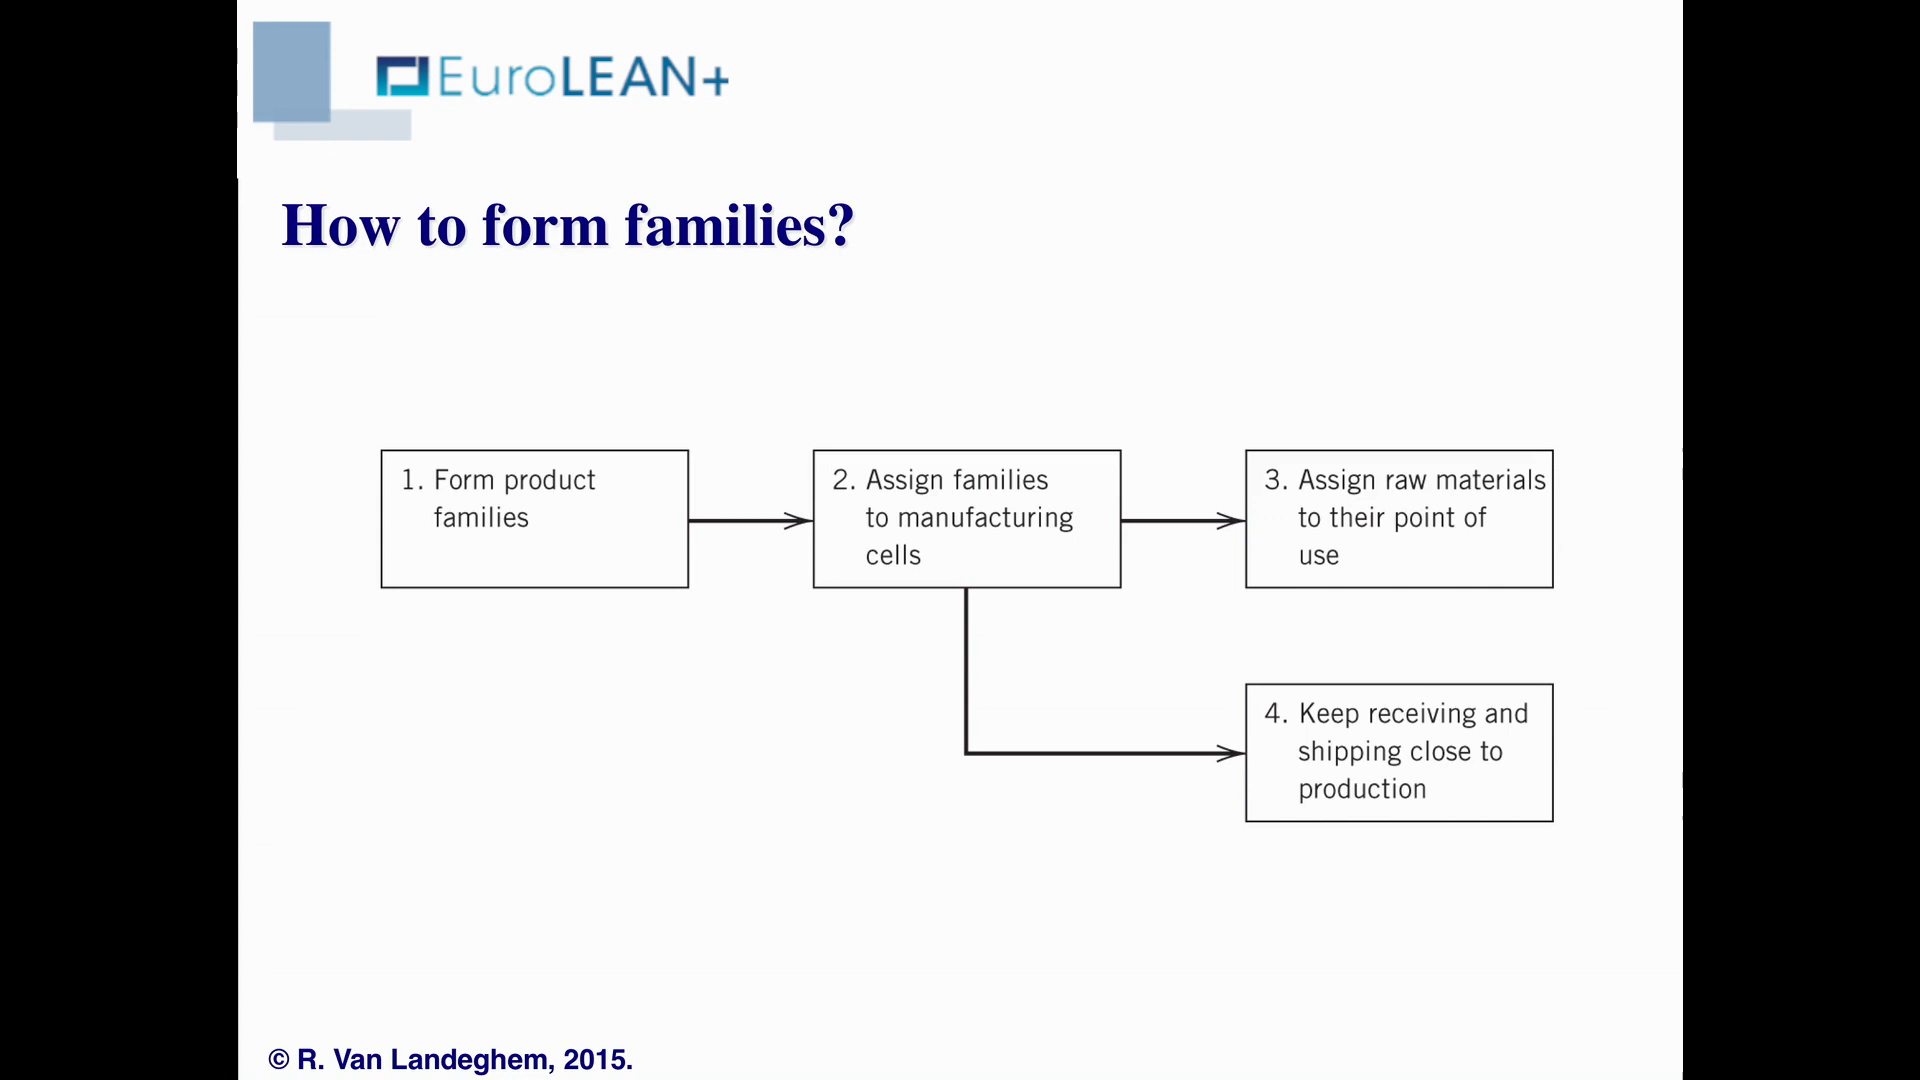 EuroLEAN+
How to form families?
1. Form product
families
2. Assign families
to manufacturing
cells
3. Assign raw materials
to their point of
use
4. Keep receiving and
shipping close to
production
© R. Van Landeghem, 2015.